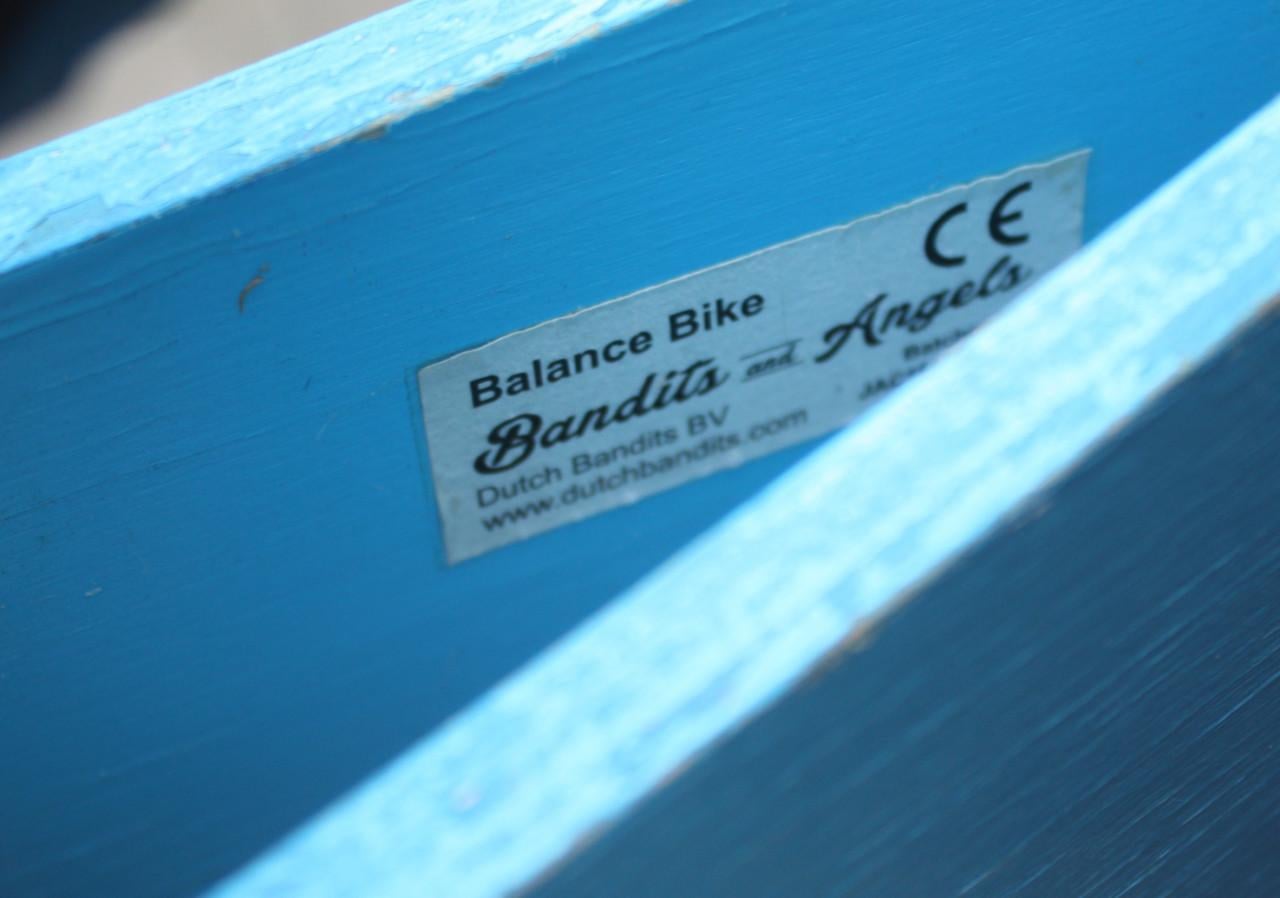 CE
Balance Bike
Bandits and Angels
Dutch Bandits BV
www.dutchbandits.com